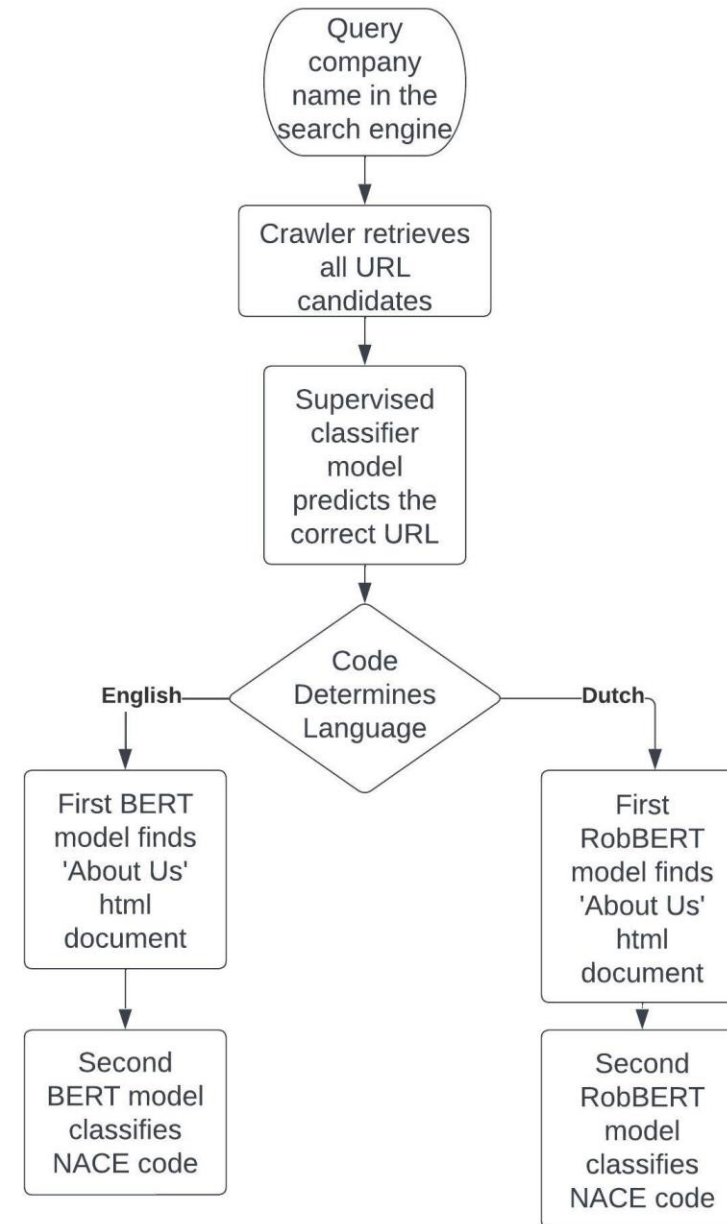 Query
company
name in the
search engine
Crawler retrieves
all URL
candidates
Supervised
classifier
model
predicts the
correct URL
Code
Determines
Language
English
Dutch
First BERT
model finds
'About Us'
html
document
First
RobBERT
model finds
'About Us'
html
document
Second
BERT model
classifies
NACE code
Second
RobBERT
model
classifies
NACE code